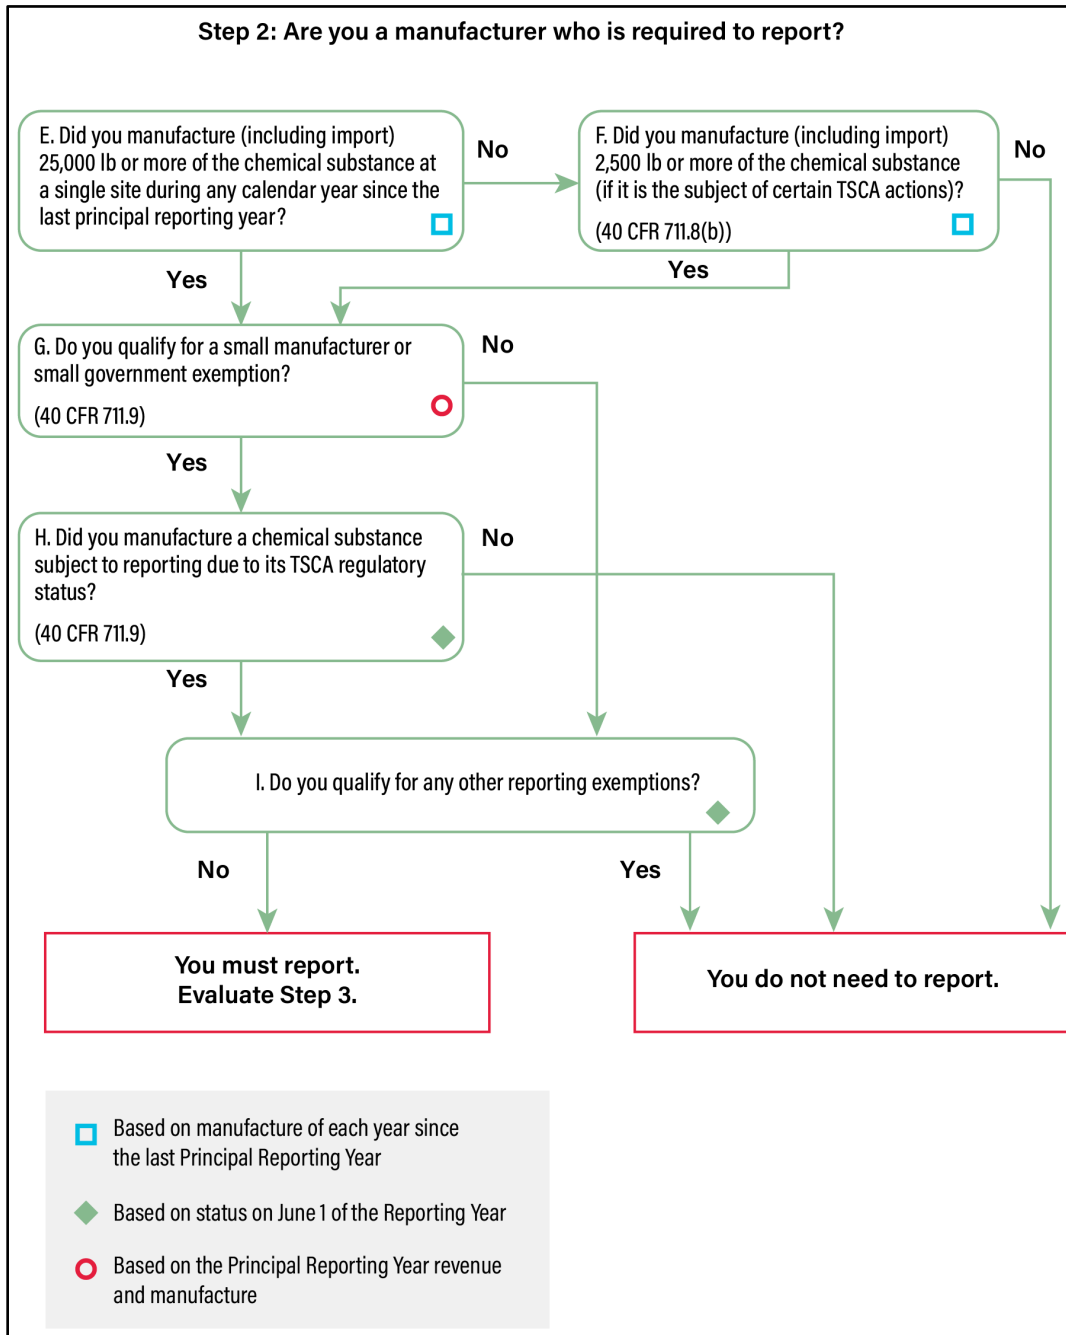 Step 2: Are you a manufacturer who is required to report?
E. Did you manufacture (including import)
25,000 lb or more of the chemical substance at
a single site during any calendar year since the
last principal reporting year?
No
F. Did you manufacture (including import)
2,500 lb or more of the chemical substance
(if it is the subject of certain TSCA actions)?
(40 CFR 711.8(b))
No
Yes
Yes
G. Do you qualify for a small manufacturer or
small government exemption?
(40 CFR 711.9)
No
Yes
H. Did you manufacture a chemical substance
subject to reporting due to its TSCA regulatory
status?
(40 CFR 711.9)
No
Yes
I. Do you qualify for any other reporting exemptions?
No
Yes
You must report.
Evaluate Step 3.
You do not need to report.
Based on manufacture of each year since
the last Principal Reporting Year
Based on status on June 1 of the Reporting Year
Based on the Principal Reporting Year revenue
and manufacture